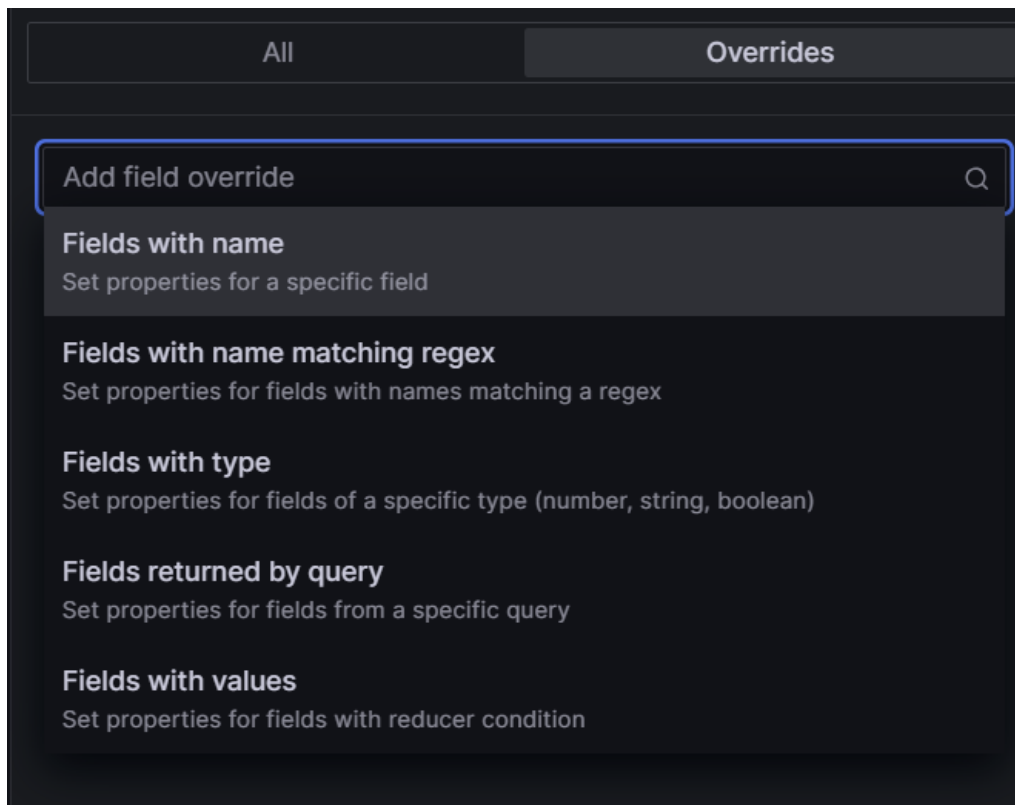 All
Overrides
Add field override
Fields with name
Set properties for a specific field
Fields with name matching regex
Set properties for fields with names matching a regex
Fields with type
Set properties for fields of a specific type (number, string, boolean)
Fields returned by query
Set properties for fields from a specific query
Fields with values
Set properties for fields with reducer condition